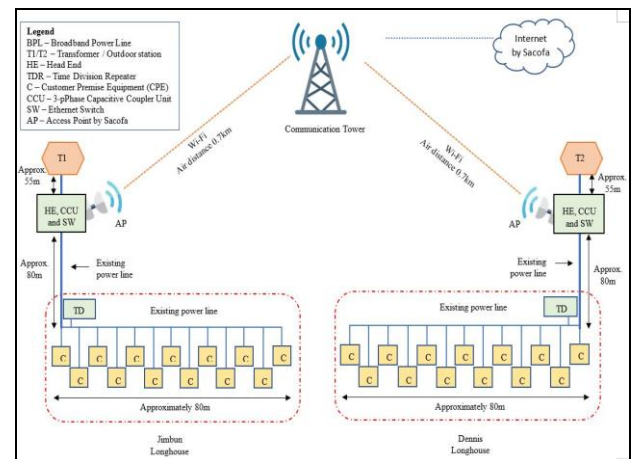 Legend
BPL – Broadband Power Line
T1/T2 – Transformer / Outdoor station
HE – Head End
TDR – Time Division Repeater
C – Customer Premise Equipment (CPE)
CCU – 3-pPhase Capacitive Coupler Unit
SW – Ethernet Switch
AP – Access Point by Sacofa
Internet
by Sacofa
Communication Tower
Wi-Fi
Air distance 0.7km
Wi-Fi
Air distance 0.7km
T1
Approx.
55m
HE, CCU
and SW
AP
Approx.
80m
Existing
power line
TD
Existing power line
C C C C C C C
C C C C C C
Approximately 80m
Jimbun
Longhouse
T2
Approx.
55m
HE, CCU
and SW
AP
Existing
power line
Approx.
80m
Existing power line
TD
C C C C C C C
C C C C C C
Approximately 80m
Dennis
Longhouse